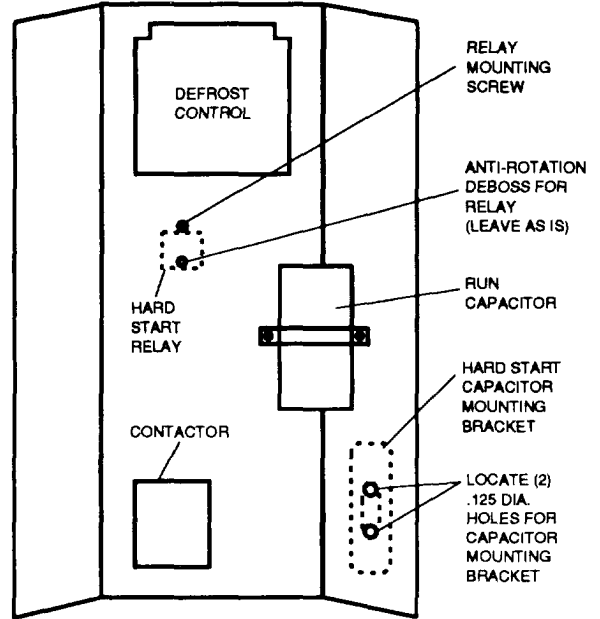 DEFROST
CONTROL
RELAY
MOUNTING
SCREW
ANTI-ROTATION
DEBOSS FOR
RELAY
(LEAVE AS IS)
HARD
START
RELAY
RUN
CAPACITOR
HARD START
CAPACITOR
MOUNTING
BRACKET
CONTACTOR
LOCATE (2)
.125 DIA.
HOLES FOR
CAPACITOR
MOUNTING
BRACKET